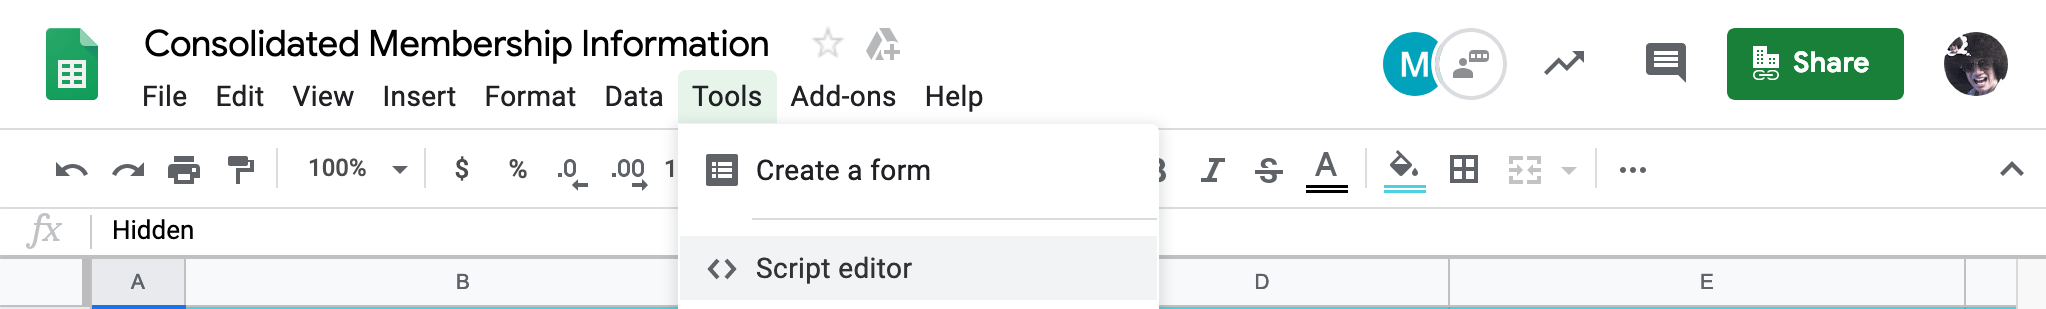 Consolidated Membership Information
M
Share
File Edit View Insert Format Data Tools Add-ons Help
100% $ % .0 .00 1 I S A ...
Create a form
fx Hidden
Script editor
A B D E